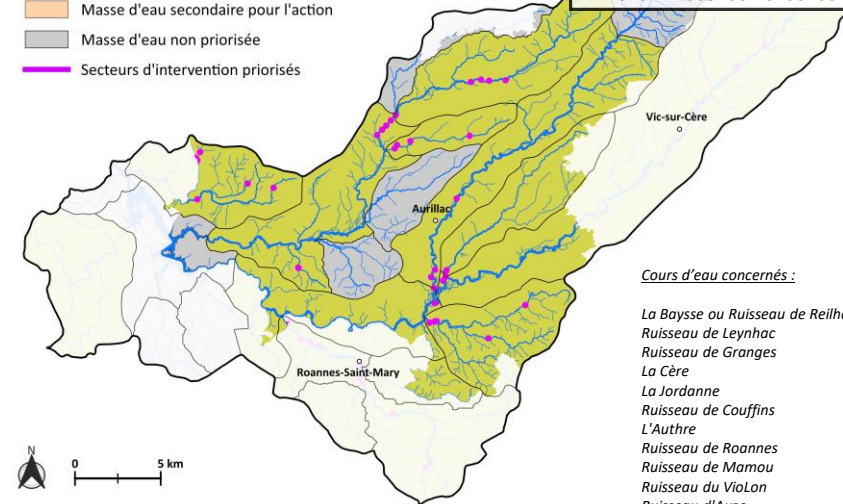 Masse d'eau secondaire pour l'action
Masse d'eau non priorisée
Secteurs d'intervention priorisés
Vic-sur-Cère
Aurillac
Roannes-Saint-Mary
N
0 5 km
Cours d'eau concernés :
La Baysse ou Ruisseau de Reilha
Ruisseau de Leynhac
Ruisseau de Granges
La Cère
La Jordanne
Ruisseau de Couffins
L'Authre
Ruisseau de Roannes
Ruisseau de Mamou
Ruisseau du VioLon